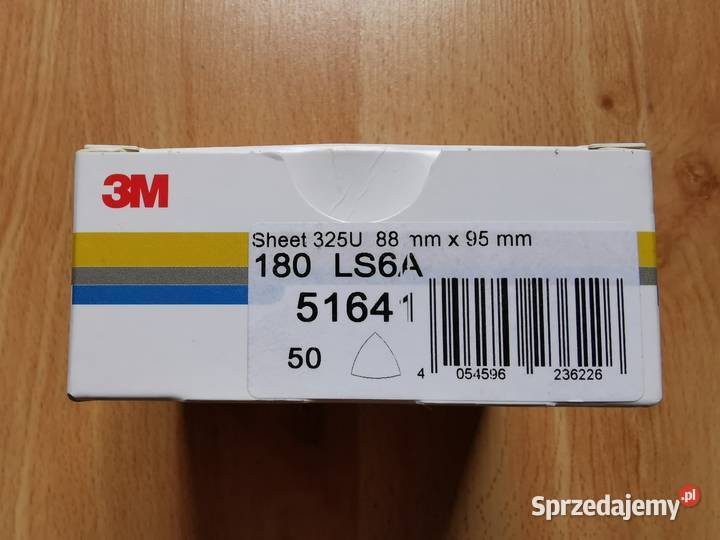 3M
Sheet 325U 88 mm x 95 mm
180 LS6A
51641
50
4 054596 236226
Sprzedajemy.pl